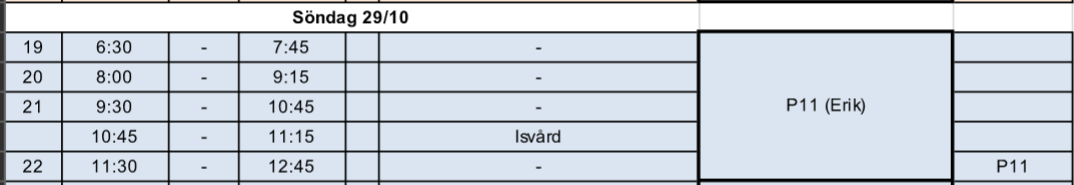 Söndag 29/10
19 6:30 - 7:45 -
20 8:00 - 9:15 -
21 9:30 - 10:45 - P11 (Erik)
10:45 - 11:15 Isvård
22 11:30 - 12:45 - P11